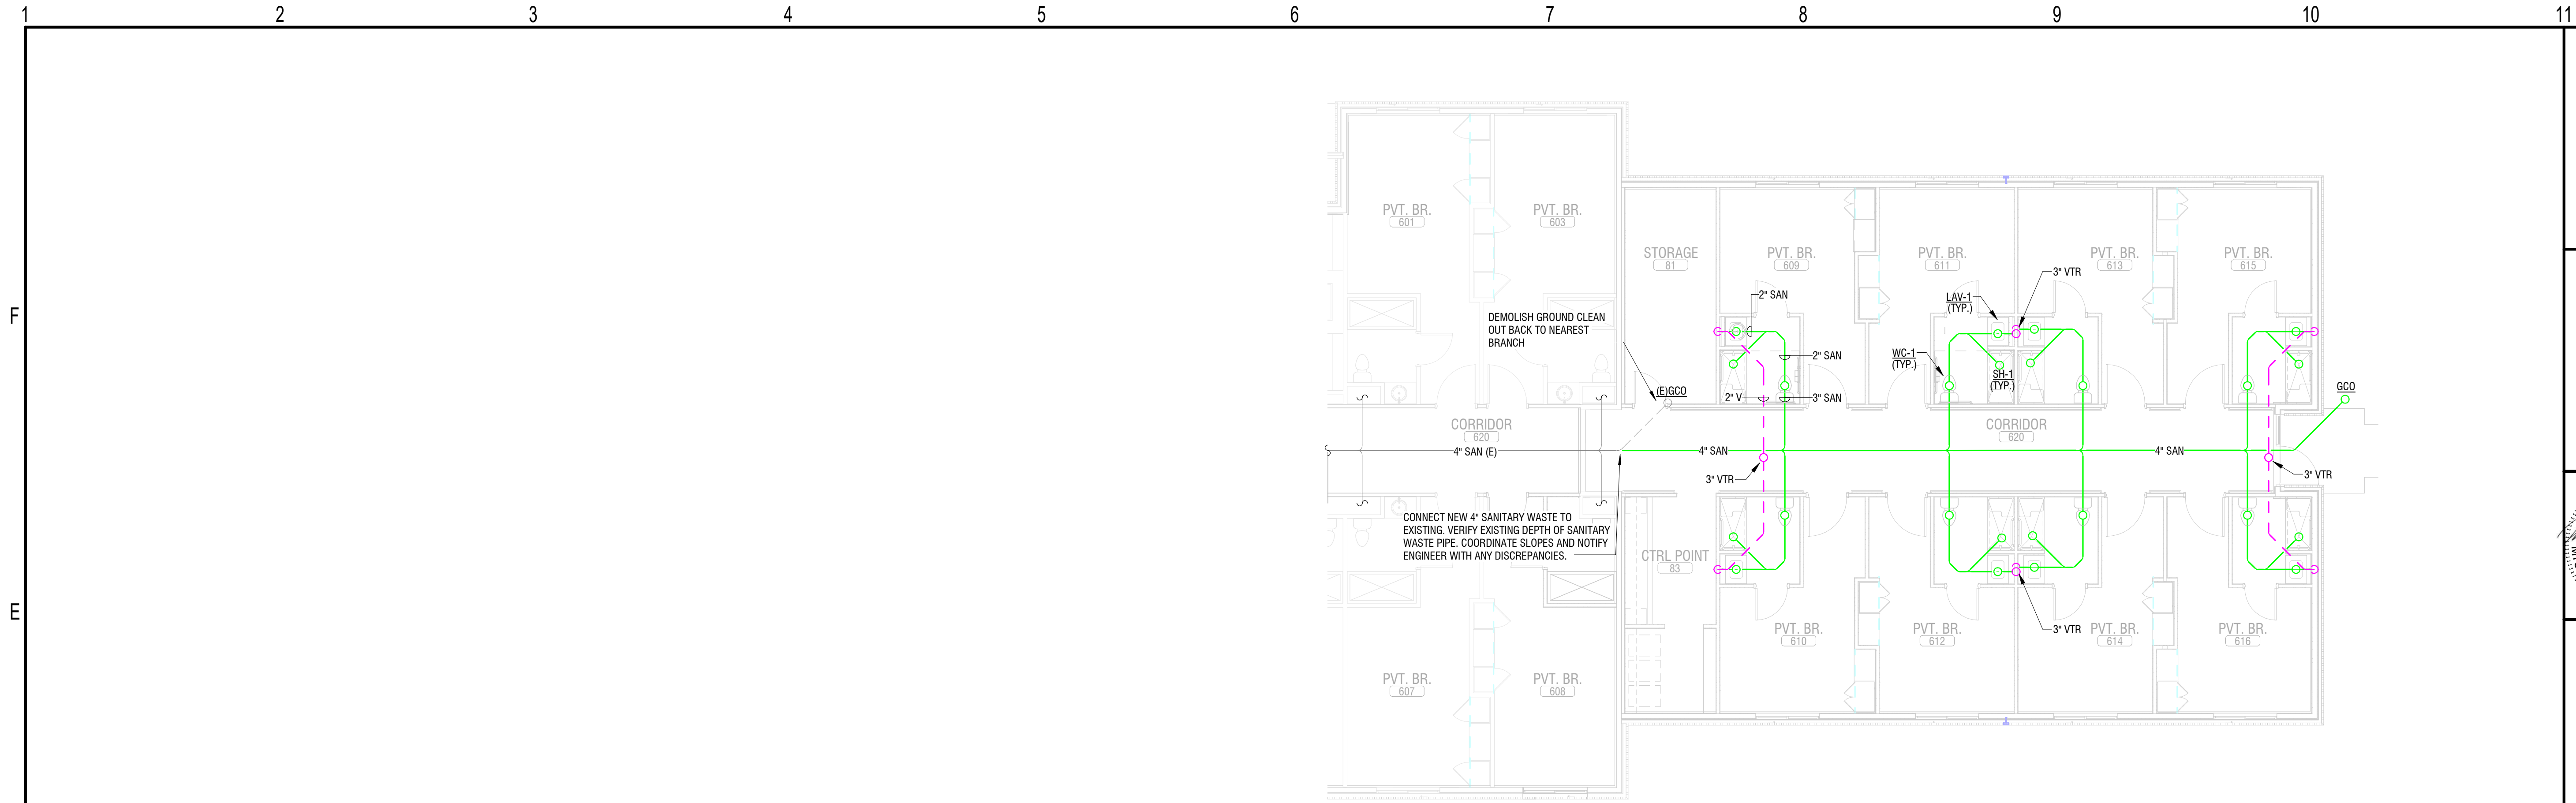 1 2 3 4 5 6 7 8 9 10 11
F
E
PVT. BR.
601
PVT. BR.
603
STORAGE
81
PVT. BR.
609
PVT. BR.
611
PVT. BR.
613
PVT. BR.
615
3" VTR
2" SAN
LAV-1
(TYP.)
DEMOLISH GROUND CLEAN
OUT BACK TO NEAREST
BRANCH
2" SAN
WC-1
(TYP.)
SH-1
(TYP.)
GCO
(E)GCO
2" V
3" SAN
CORRIDOR
620
CORRIDOR
620
4" SAN (E)
4" SAN
4" SAN
3" VTR
3" VTR
CONNECT NEW 4" SANITARY WASTE TO
EXISTING. VERIFY EXISTING DEPTH OF SANITARY
WASTE PIPE. COORDINATE SLOPES AND NOTIFY
ENGINEER WITH ANY DISCREPANCIES.
CTRL POINT
83
PVT. BR.
610
PVT. BR.
612
3" VTR
PVT. BR.
614
PVT. BR.
616
PVT. BR.
607
PVT. BR.
608